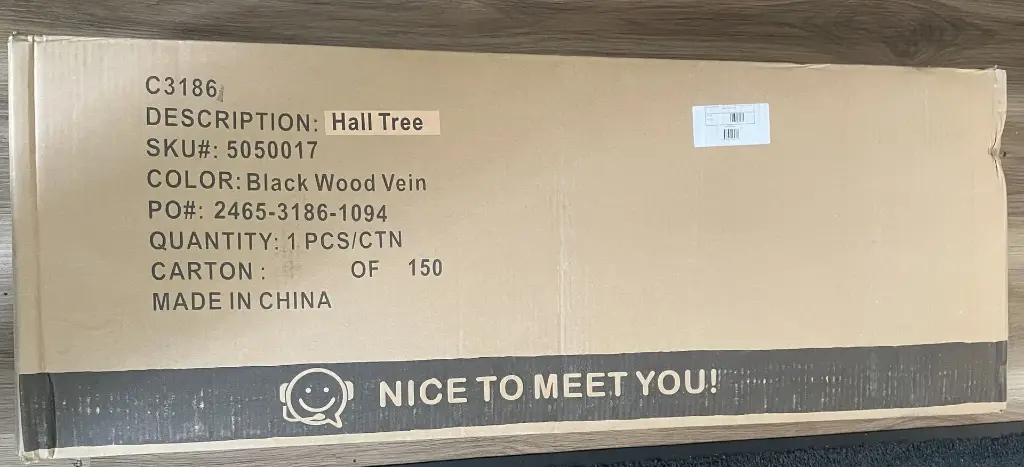 C3186
DESCRIPTION: Hall Tree
SKU#: 5050017
COLOR: Black Wood Vein
PO#: 2465-3186-1094
QUANTITY: 1 PCS/CTN
CARTON : OF 150
MADE IN CHINA
NICE TO MEET YOU!